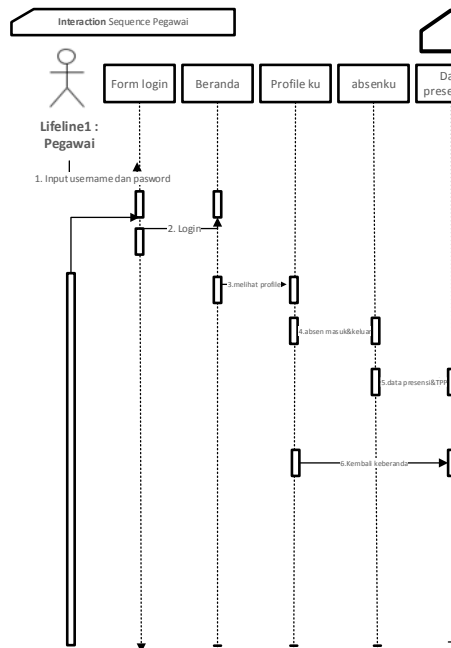 Interaction Sequence Pegawai
Form login
Beranda
Profile ku
absenku
Lifeline1 :
Pegawai
1. Input username dan pasword
2. Login
3.melihat profile
4.absen masuk&keluar
5.data presensi&TPP
6.Kembali keberanda